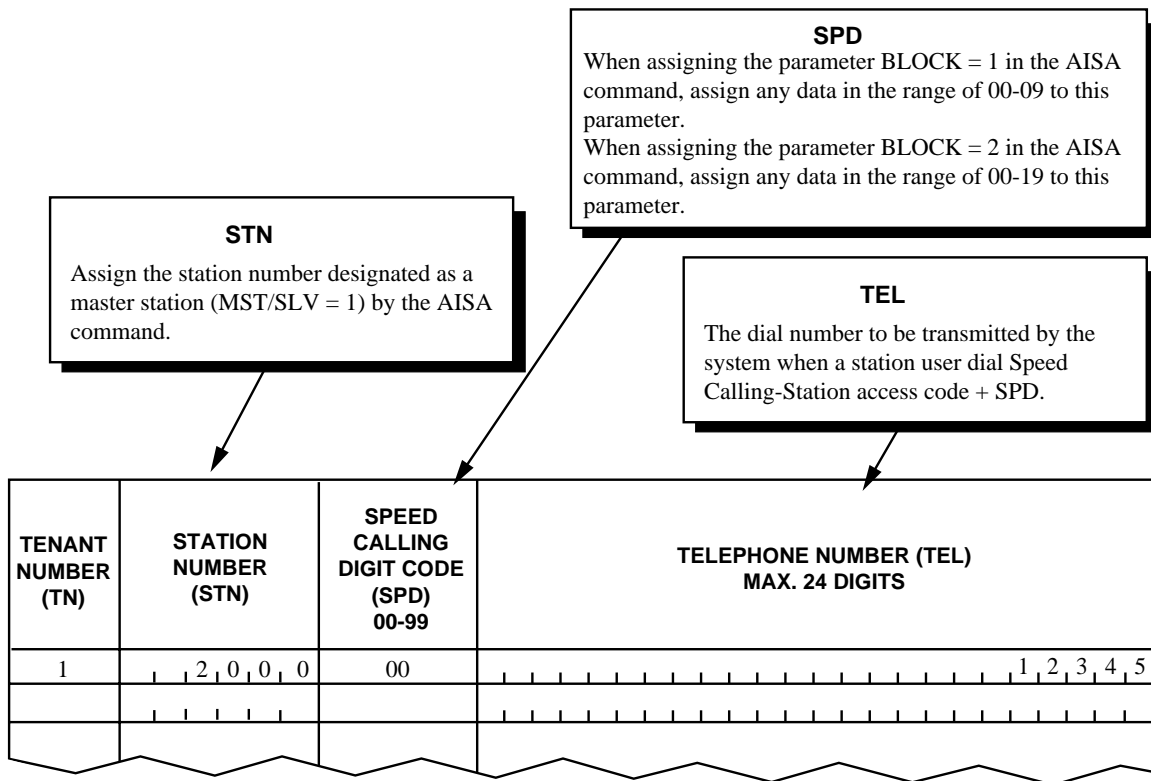 SPD
When assigning the parameter BLOCK = 1 in the AISA
command, assign any data in the range of 00-09 to this
parameter.
When assigning the parameter BLOCK = 2 in the AISA
command, assign any data in the range of 00-19 to this
parameter.
STN
Assign the station number designated as a
master station (MST/SLV = 1) by the AISA
command.
TEL
The dial number to be transmitted by the
system when a station user dial Speed
Calling-Station access code + SPD.
TENANT
NUMBER
(TN)
STATION
NUMBER
(STN)
SPEED
CALLING
DIGIT CODE
(SPD)
00-99
TELEPHONE NUMBER (TEL)
MAX. 24 DIGITS
1 2 0 0 0 00 1 2 3 4 5